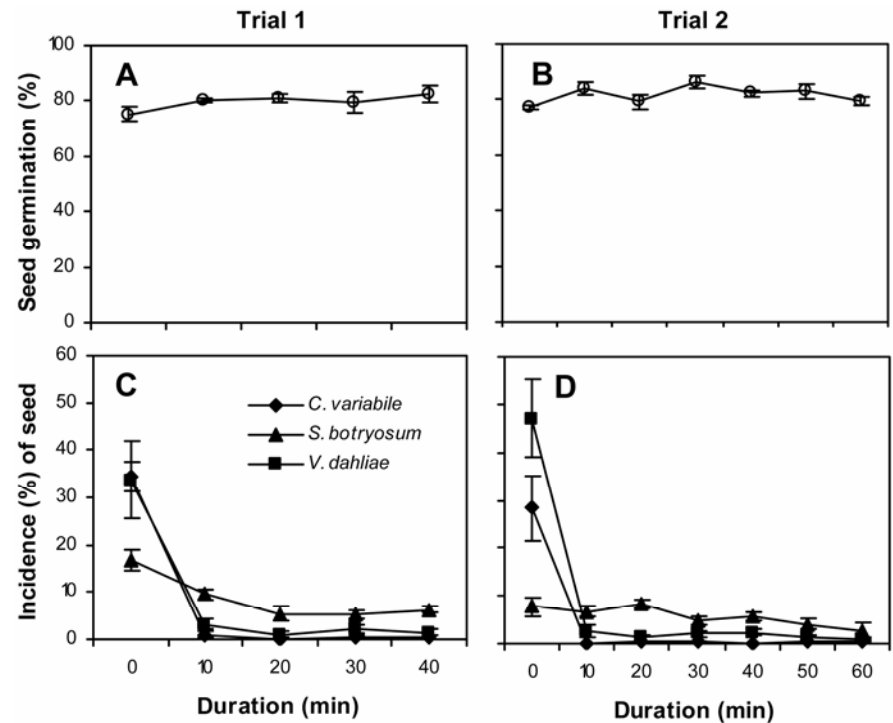 Trial 1
Trial 2
Seed germination (%)
100
80
60
40
20
0
A
B
Incidence (%) of seed
60
50
40
30
20
10
0
C
C. variabile
S. botryosum
V. dahliae
D
0 10 20 30 40
0 10 20 30 40 50 60
Duration (min)
Duration (min)